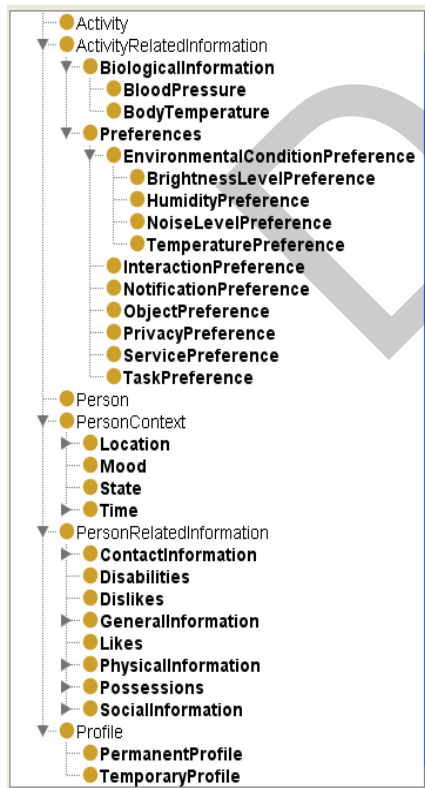 Activity
ActivityRelatedInformation
BiologicalInformation
BloodPressure
BodyTemperature
Preferences
EnvironmentalConditionPreference
BrightnessLevelPreference
HumidityPreference
NoiseLevelPreference
TemperaturePreference
InteractionPreference
NotificationPreference
ObjectPreference
PrivacyPreference
ServicePreference
TaskPreference
Person
PersonContext
Location
Mood
State
Time
PersonRelatedInformation
ContactInformation
Disabilities
Dislikes
GeneralInformation
Likes
PhysicalInformation
Possessions
SocialInformation
Profile
PermanentProfile
TemporaryProfile